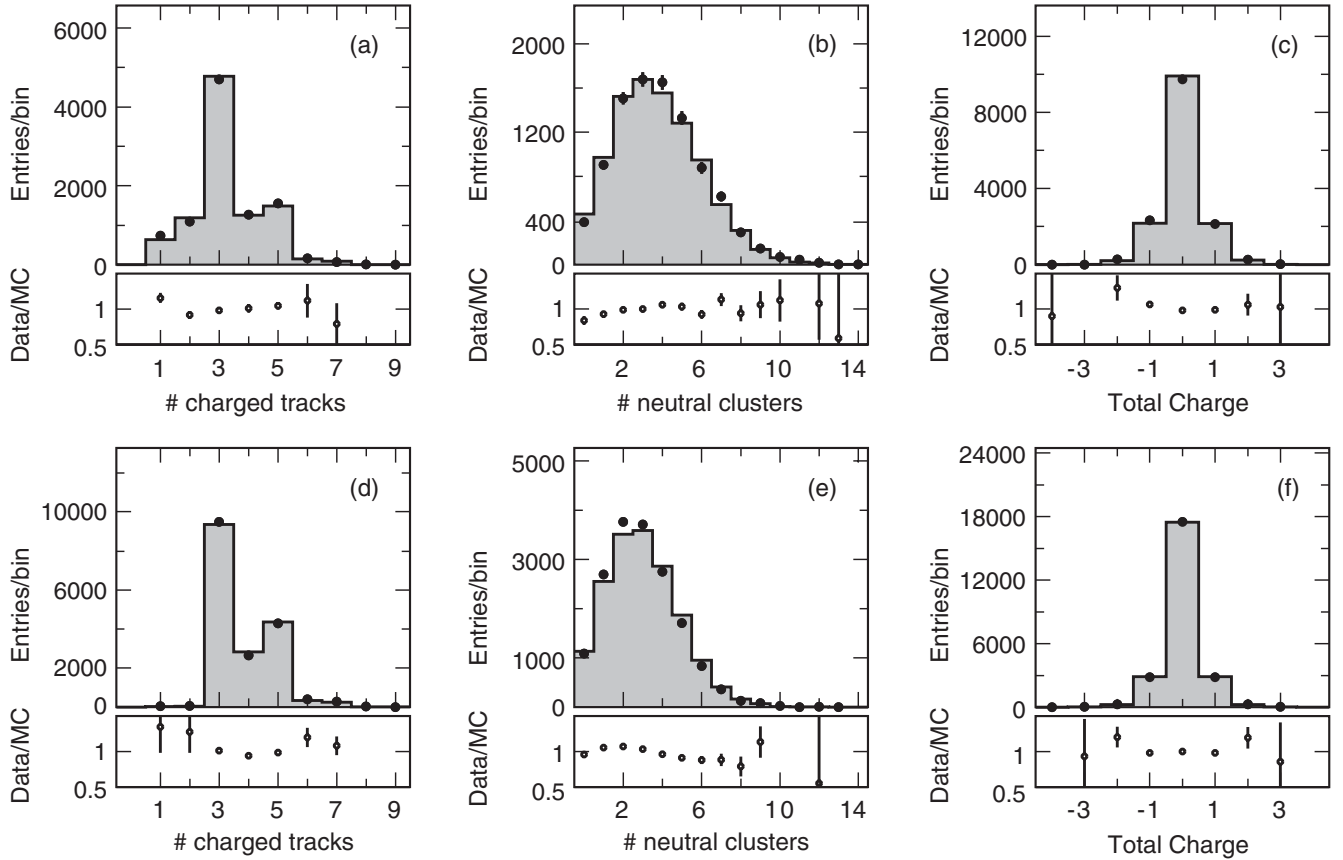 6000
4000
2000
0
Entries/bin
(a)
1
0.5
Data/MC
1 3 5 7 9
# charged tracks
2000
1200
400
0
Entries/bin
(b)
1
0.5
Data/MC
2 6 10 14
# neutral clusters
12000
8000
4000
0
Entries/bin
(c)
1
0.5
Data/MC
-3 -1 1 3
Total Charge
10000
6000
2000
0
Entries/bin
(d)
1
0.5
Data/MC
1 3 5 7 9
# charged tracks
5000
3000
1000
0
Entries/bin
(e)
1
0.5
Data/MC
2 6 10 14
# neutral clusters
24000
18000
12000
6000
0
Entries/bin
(f)
1
0.5
Data/MC
-3 -1 1 3
Total Charge